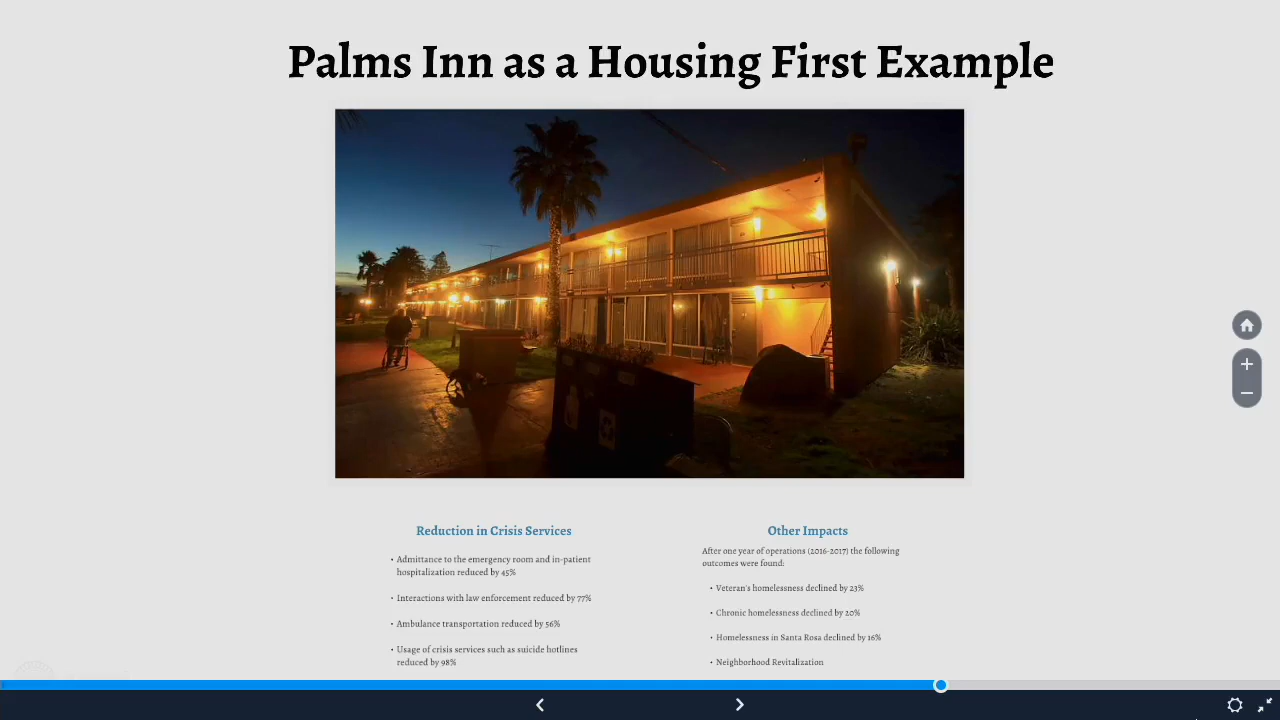 Palms Inn as a Housing First Example
Reduction in Crisis Services
• Admittance to the emergency room and in-patient
hospitalization reduced by 45%
• Interactions with law enforcement reduced by 77%
• Ambulance transportation reduced by 56%
• Usage of crisis services such as suicide hotlines
reduced by 98%
Other Impacts
After one year of operations (2016-2017) the following
outcomes were found:
• Veteran's homelessness declined by 23%
• Chronic homelessness declined by 20%
• Homelessness in Santa Rosa declined by 16%
• Neighborhood Revitalization